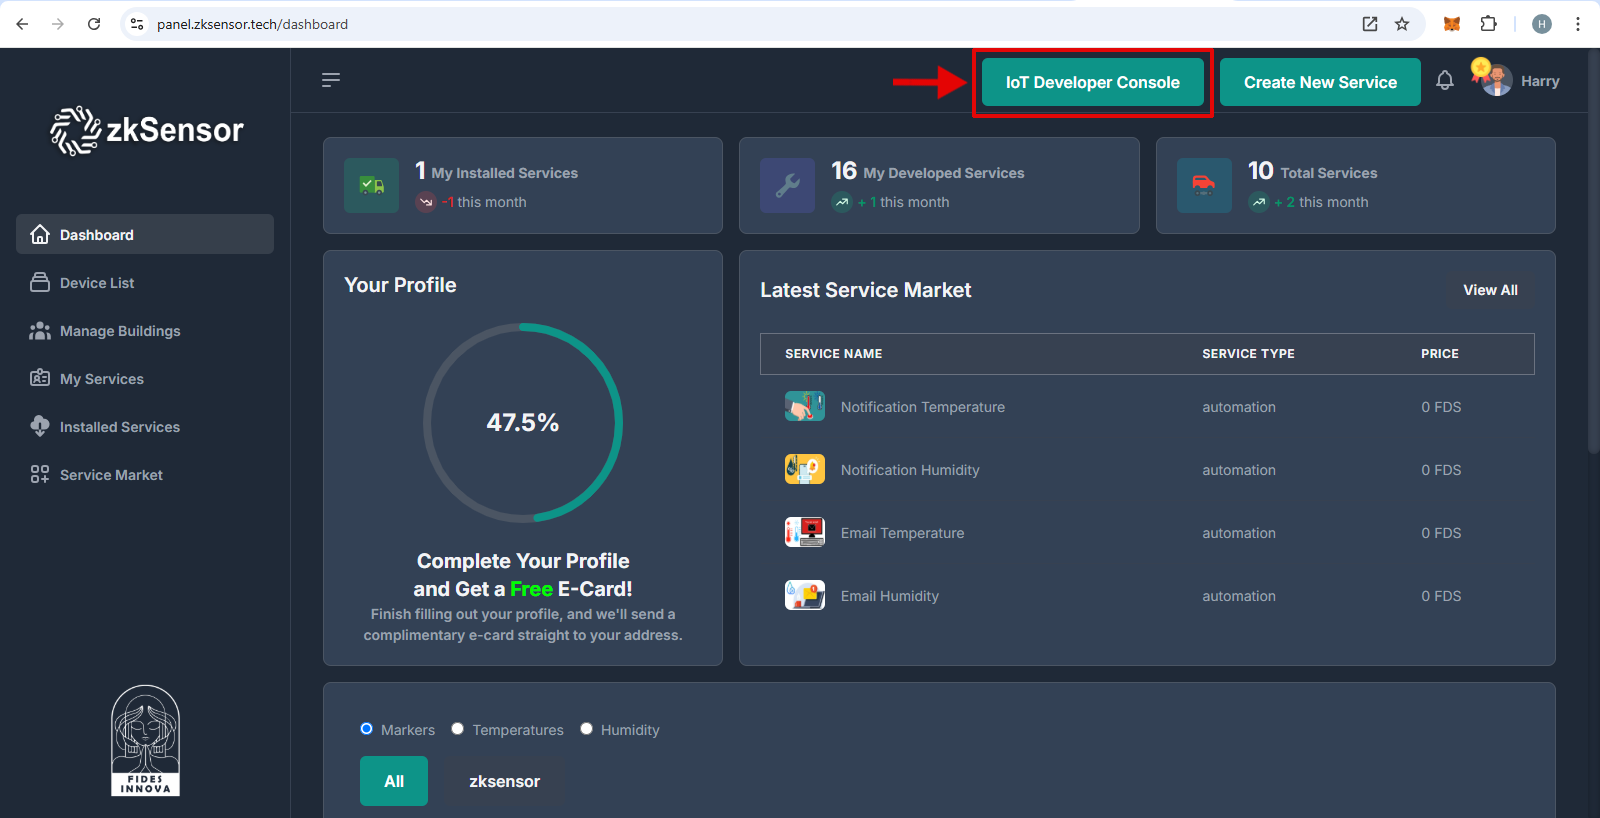 panel.zksensor.tech/dashboard
H
zkSensor
IoT Developer Console
Create New Service
Harry
Dashboard
Device List
Manage Buildings
My Services
Installed Services
Service Market
1 My Installed Services
-1 this month
16 My Developed Services
+ 1 this month
10 Total Services
+ 2 this month
Your Profile
47.5%
Complete Your Profile
and Get a Free E-Card!
Finish filling out your profile, and we'll send a
complimentary e-card straight to your address.
Latest Service Market
View All
SERVICE NAME SERVICE TYPE PRICE
Notification Temperature automation 0 FDS
Notification Humidity automation 0 FDS
Email Temperature automation 0 FDS
Email Humidity automation 0 FDS
Markers Temperatures Humidity
All zksensor
FIDES
INNOVA